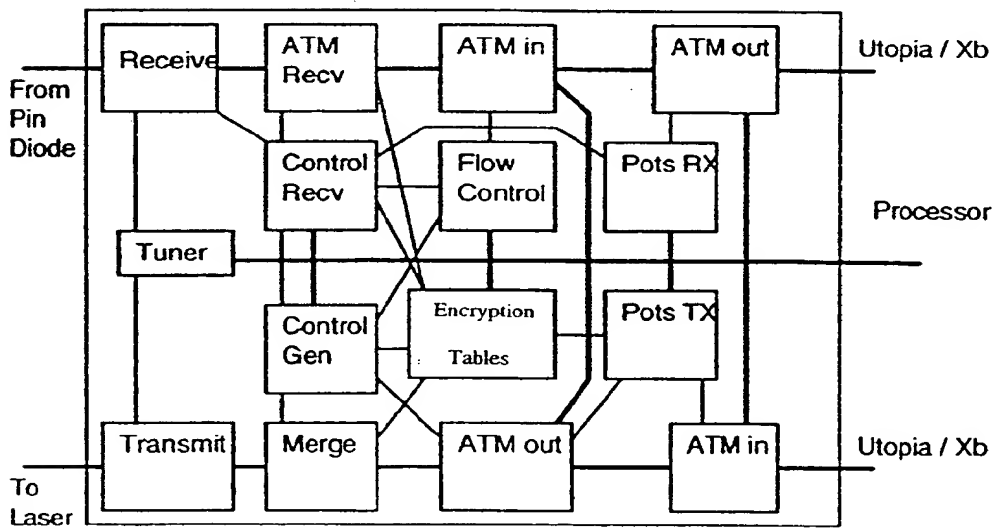 Receive
ATM
Recv
ATM in
ATM out
Utopia / Xb
From
Pin
Diode
Control
Recv
Flow
Control
Pots RX
Processor
Tuner
Control
Gen
Encryption
Tables
Pots TX
Transmit
Merge
ATM out
ATM in
Utopia / Xb
To
Laser